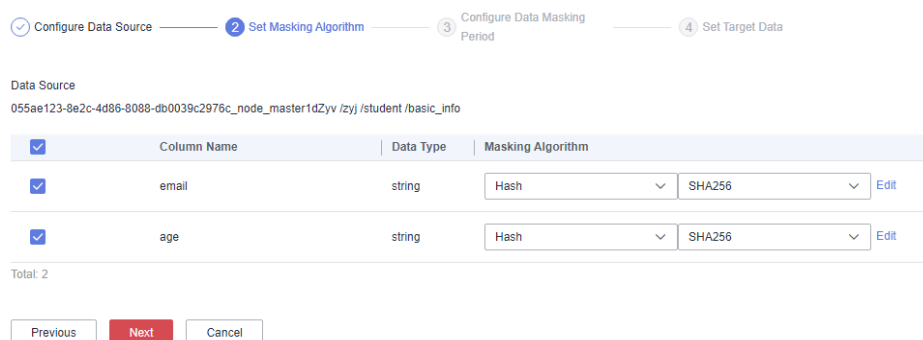 Configure Data Source
2 Set Masking Algorithm
3 Configure Data Masking
Period
4 Set Target Data
Data Source
055ae123-8e2c-4d86-8088-db0039c2976c_node_master1dZyv /zyj /student /basic_info
Column Name Data Type Masking Algorithm
email string Hash SHA256 Edit
age string Hash SHA256 Edit
Total: 2
Previous Next Cancel